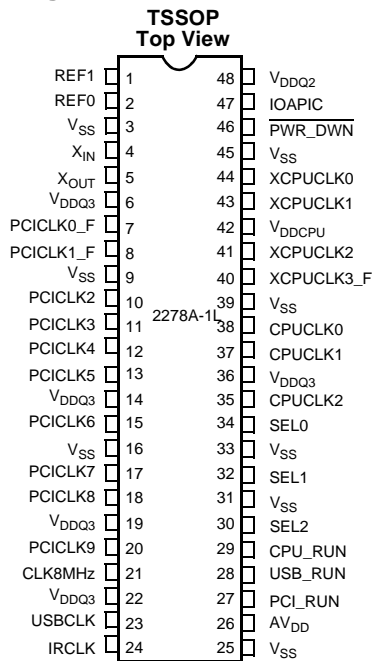 TSSOP
Top View
REF1 1 48 VDDQ2
REF0 2 47 IOAPIC
VSS 3 46 PWR_DWN
XIN 4 45 VSS
XOUT 5 44 XCPUCLK0
VDDQ3 6 43 XCPUCLK1
PCICLK0_F 7 42 VDDCPU
PCICLK1_F 8 41 XCPUCLK2
VSS 9 40 XCPUCLK3_F
PCICLK2 10 39 VSS
2278A-1L
PCICLK3 11 38 CPUCLK0
PCICLK4 12 37 CPUCLK1
PCICLK5 13 36 VDDQ3
VDDQ3 14 35 CPUCLK2
PCICLK6 15 34 SEL0
VSS 16 33 VSS
PCICLK7 17 32 SEL1
PCICLK8 18 31 VSS
VDDQ3 19 30 SEL2
PCICLK9 20 29 CPU_RUN
CLK8MHz 21 28 USB_RUN
VDDQ3 22 27 PCI_RUN
USBCLK 23 26 AVDD
IRCLK 24 25 VSS